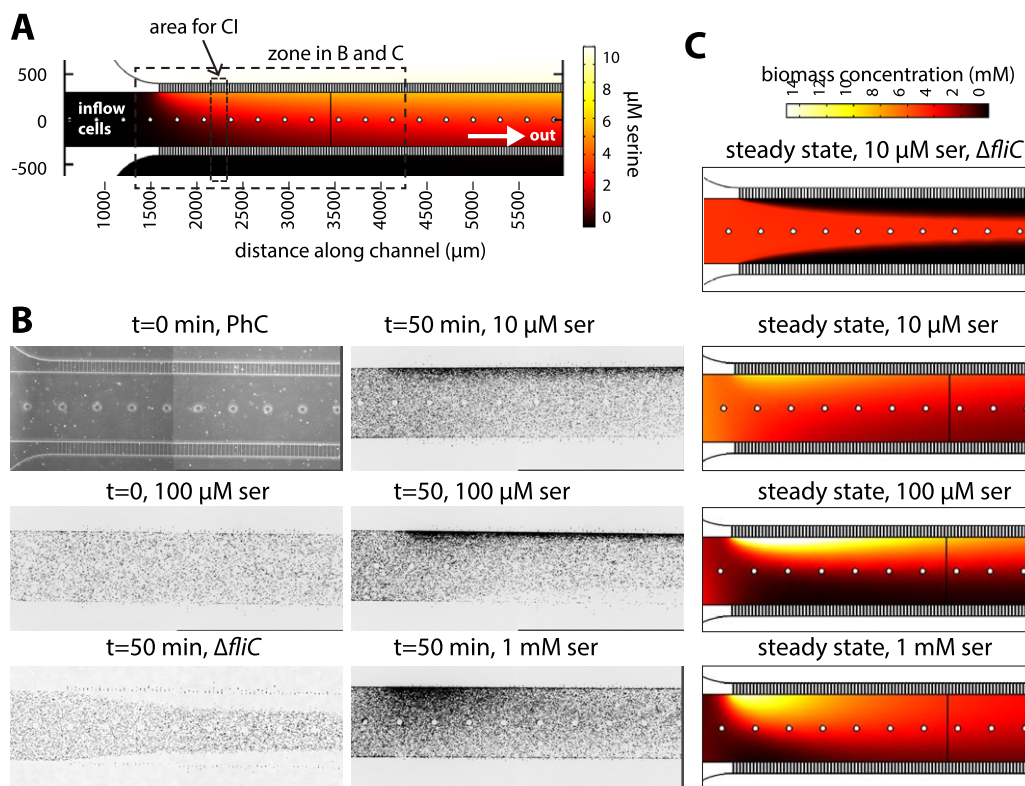 A
area for CI
zone in B and C
500
0
-500
inflow
cells
out
1000
1500
2000
2500
3000
3500
4000
4500
5000
5500
distance along channel (µm)
10
8
6
4
2
0
µM serine
C
biomass concentration (mM)
14
12
10
8
6
4
2
0
steady state, 10 µM ser, ΔfliC
B
t=0 min, PhC
t=50 min, 10 µM ser
steady state, 10 µM ser
t=0, 100 µM ser
t=50, 100 µM ser
steady state, 100 µM ser
t=50 min, ΔfliC
t=50 min, 1 mM ser
steady state, 1 mM ser